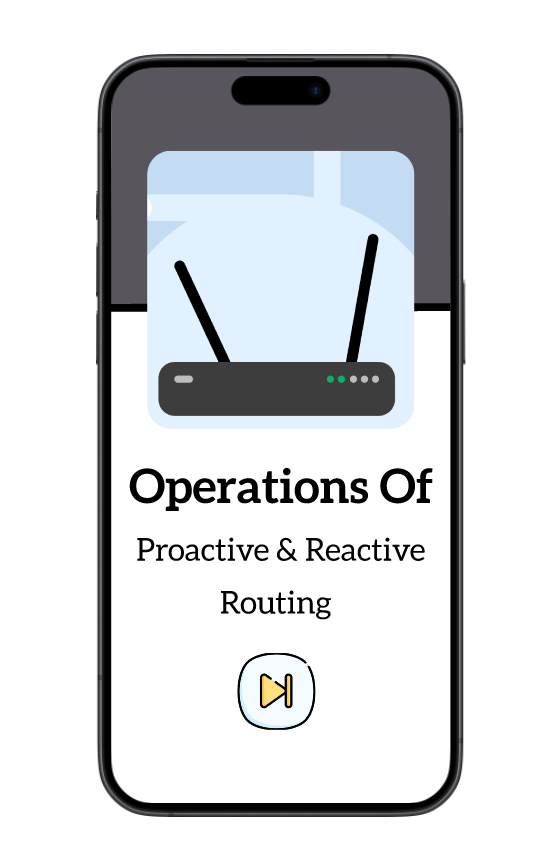 Operations Of
Proactive & Reactive
Routing